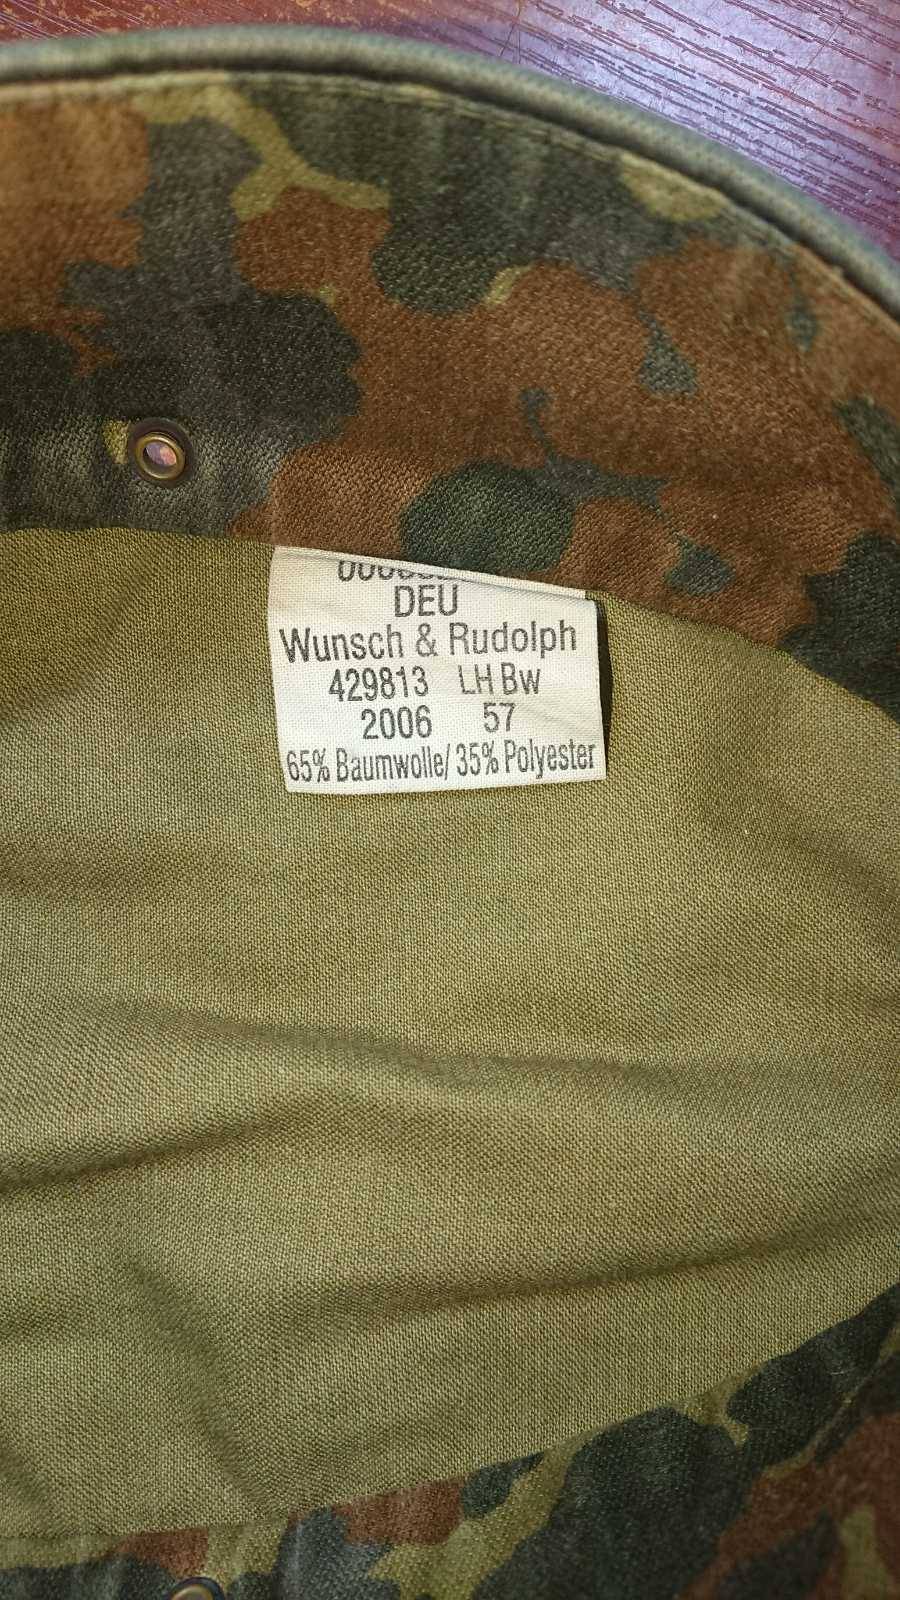 DEU
Wunsch & Rudolph
429813 LH Bw
2006 57
65% Baumwolle/ 35% Polyester